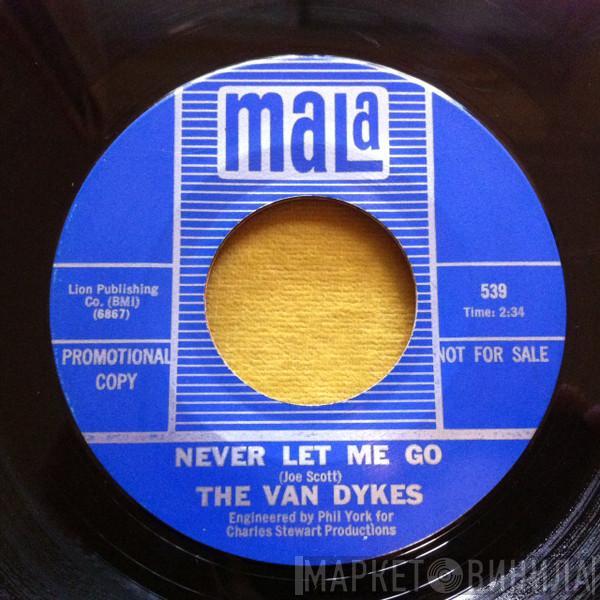 mala
Lion Publishing
Co. (BMI)
(6867)
539
Time: 2:34
PROMOTIONAL
COPY
NOT FOR SALE
NEVER LET ME GO
(Joe Scott)
THE VAN DYKES
Engineered by Phil York for
Charles Stewart Productions
МАРКЕТ ВИНИЛА